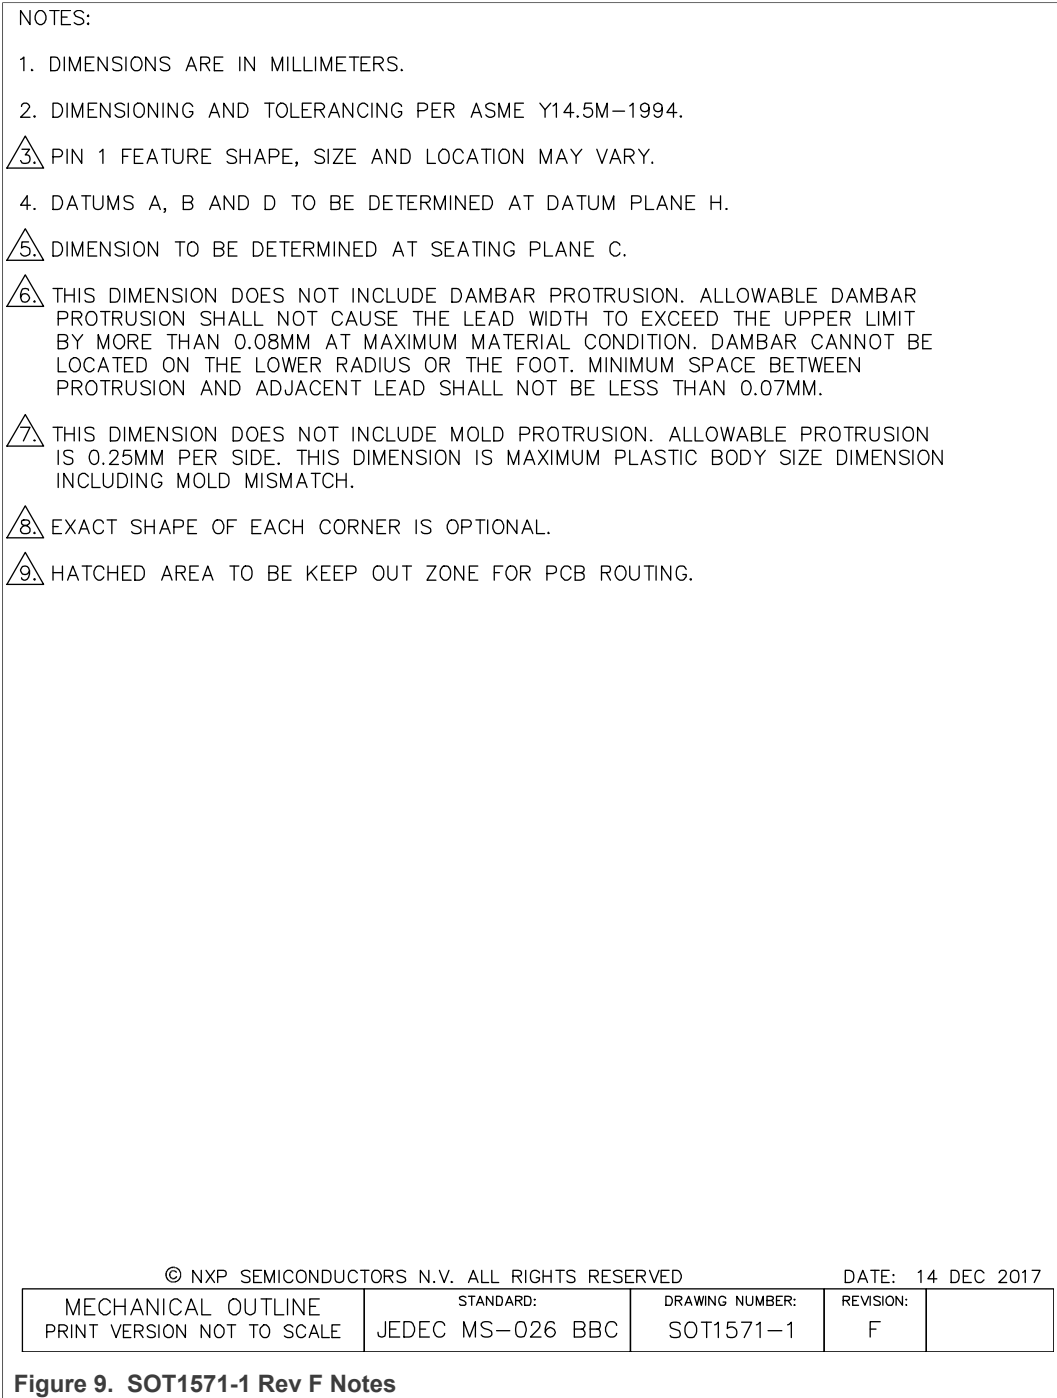 NOTES:
1. DIMENSIONS ARE IN MILLIMETERS.
2. DIMENSIONING AND TOLERANCING PER ASME Y14.5M-1994.
3. PIN 1 FEATURE SHAPE, SIZE AND LOCATION MAY VARY.
4. DATUMS A, B AND D TO BE DETERMINED AT DATUM PLANE H.
5. DIMENSION TO BE DETERMINED AT SEATING PLANE C.
6. THIS DIMENSION DOES NOT INCLUDE DAMBAR PROTRUSION. ALLOWABLE DAMBAR
PROTRUSION SHALL NOT CAUSE THE LEAD WIDTH TO EXCEED THE UPPER LIMIT
BY MORE THAN 0.08MM AT MAXIMUM MATERIAL CONDITION. DAMBAR CANNOT BE
LOCATED ON THE LOWER RADIUS OR THE FOOT. MINIMUM SPACE BETWEEN
PROTRUSION AND ADJACENT LEAD SHALL NOT BE LESS THAN 0.07MM.
7. THIS DIMENSION DOES NOT INCLUDE MOLD PROTRUSION. ALLOWABLE PROTRUSION
IS 0.25MM PER SIDE. THIS DIMENSION IS MAXIMUM PLASTIC BODY SIZE DIMENSION
INCLUDING MOLD MISMATCH.
8. EXACT SHAPE OF EACH CORNER IS OPTIONAL.
9. HATCHED AREA TO BE KEEP OUT ZONE FOR PCB ROUTING.
© NXP SEMICONDUCTORS N.V. ALL RIGHTS RESERVED DATE: 14 DEC 2017
MECHANICAL OUTLINE
PRINT VERSION NOT TO SCALE
STANDARD:
JEDEC MS-026 BBC
DRAWING NUMBER:
SOT1571-1
REVISION:
F
Figure 9. SOT1571-1 Rev F Notes